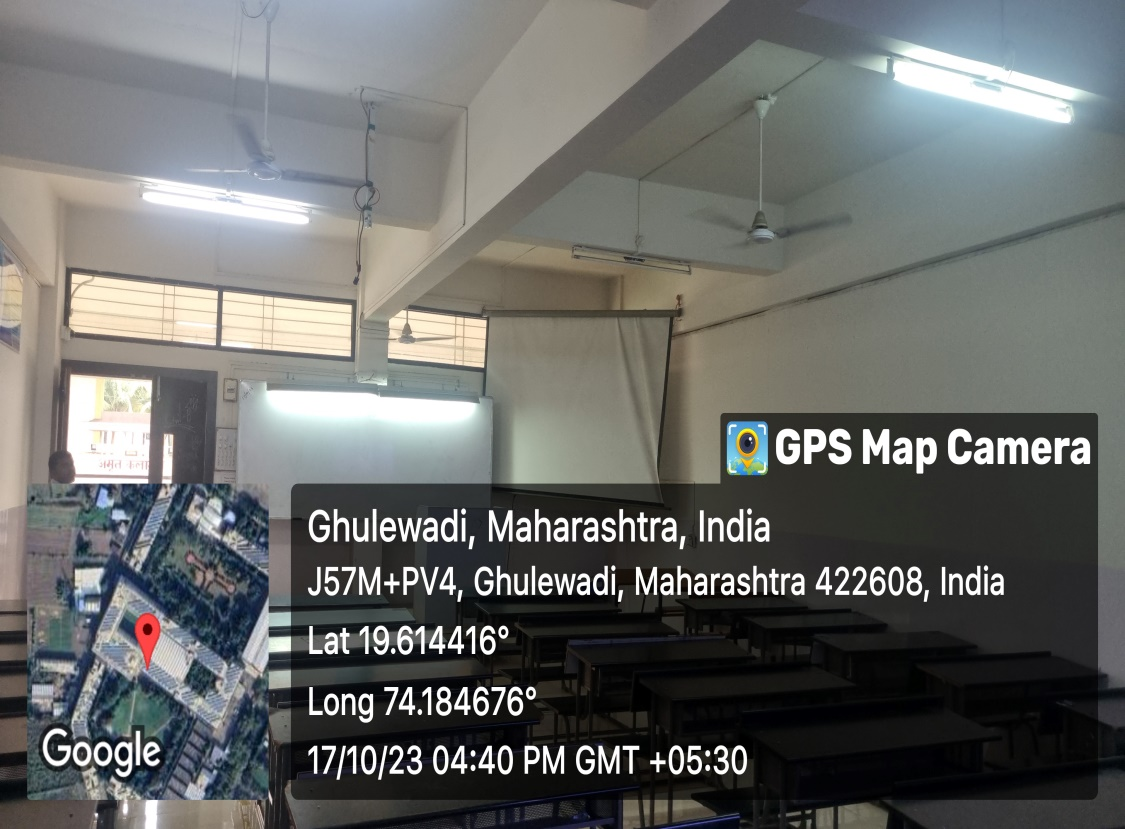 GPS Map Camera
Ghulewadi, Maharashtra, India
J57M+PV4, Ghulewadi, Maharashtra 422608, India
Lat 19.614416°
Long 74.184676°
17/10/23 04:40 PM GMT +05:30
Google